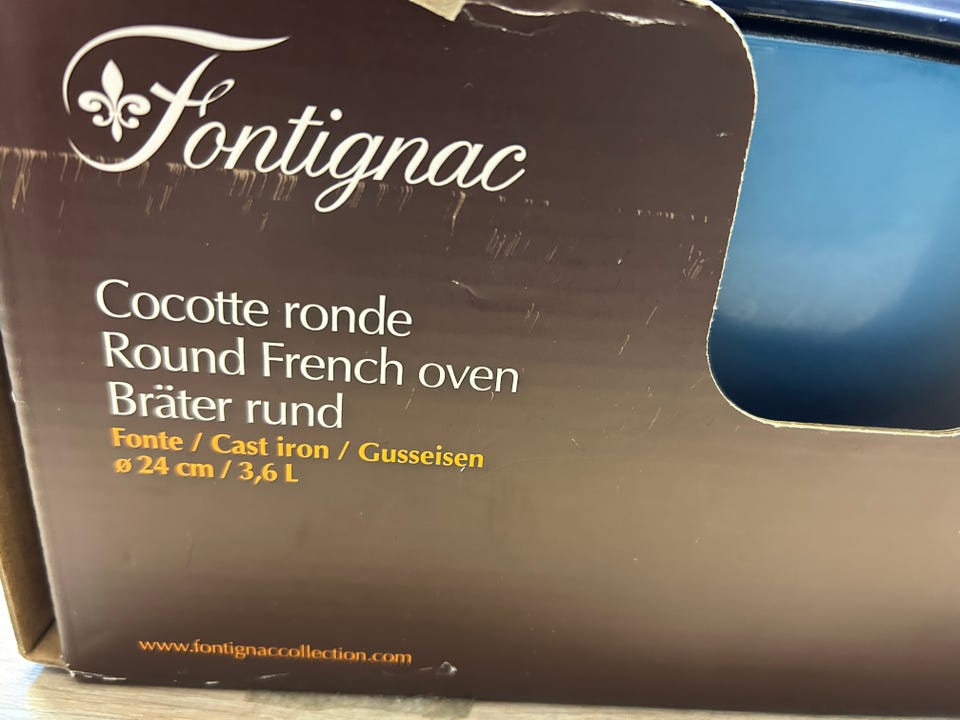 Fontignac
Cocotte ronde
Round French oven
Bräter rund
Fonte / Cast iron / Gusseisen
ø 24 cm / 3,6 L
www.fontignaccollection.com